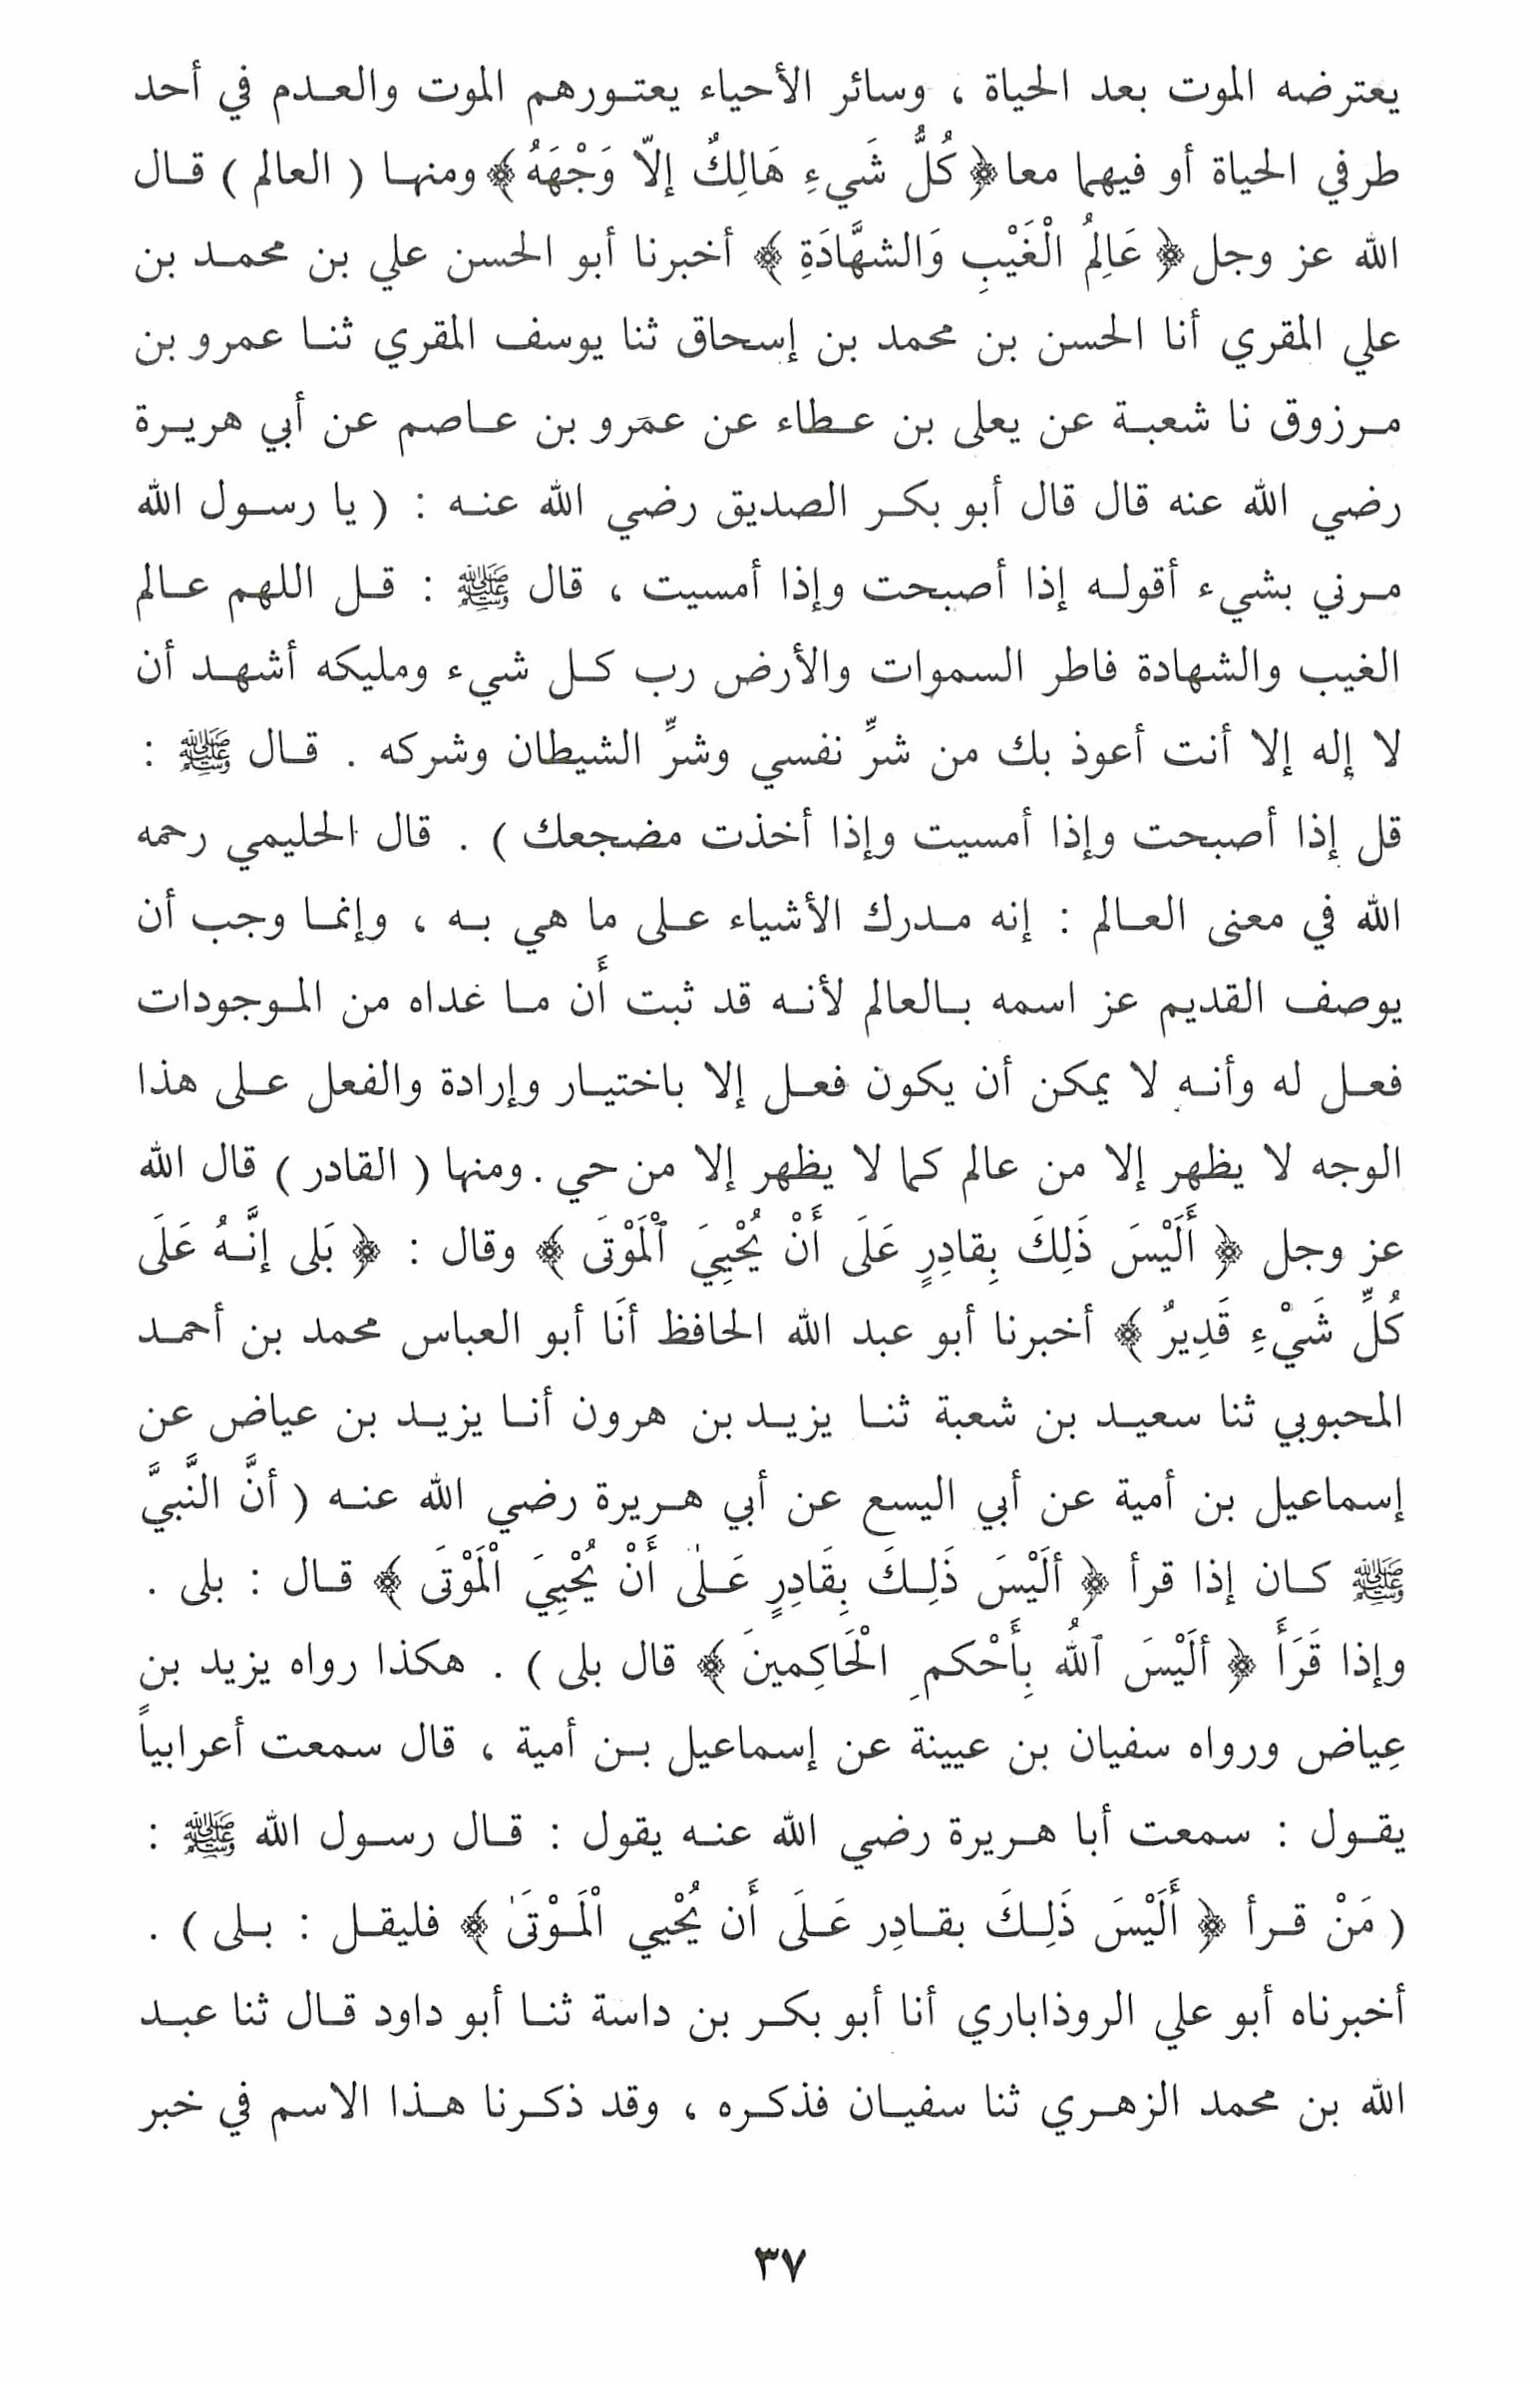 يعترضه الموت بعد الحياة ، وسائر الأحياء يعتورهم الموت والعدم في أحد
طرفي الحياة أو فيهما معا ﴿ كُلُّ شَيءِ هَالِكٌ إلاّ وَجْهَهُ ﴾ ومنها ( العالم ) قال
الله عز وجل ﴿ عَالِمُ الْغَيْبِ وَالشهَّادَةِ ﴾ أخبرنا أبو الحسن علي بن محمد بن
علي المقري أنا الحسن بن محمد بن إسحاق ثنا يوسف المقري ثنا عمرو بن
مرزوق نا شعبة عن يعلى بن عطاء عن عمَرو بن عاصم عن أبي هريرة
رضي الله عنه قال قال أبو بكر الصديق رضي الله عنه : ( يا رسول الله
مرني بشيء أقوله إذا أصبحت وإذا أمسيت ، قال ﷺ : قل اللهم عالم
الغيب والشهادة فاطر السموات والأرض رب كل شيء ومليكه أشهد أن
لا إله إلا أنت أعوذ بك من شرِّ نفسي وشرِّ الشيطان وشركه . قال ﷺ :
قل إذا أصبحت وإذا أمسيت وإذا أخذت مضجعك ) . قال الحليمي رحمه
الله في معنى العالم : إنه مدرك الأشياء على ما هي به ، وإنما وجب أن
يوصف القديم عز اسمه بالعالم لأنه قد ثبت أَن ما غداه من الموجودات
فعل له وأنه لا يمكن أن يكون فعل إلا باختيار وإرادة والفعل على هذا
الوجه لا يظهر إلا من عالم كما لا يظهر إلا من حي . ومنها ( القادر ) قال الله
عز وجل ﴿ أَلَيْسَ ذَلِكَ بِقادِرٍ عَلَى أَنْ يُحْيِيَ ٱلْمَوْتَى ﴾ وقال : ﴿ بَلى إنَّهُ عَلَى
كُلِّ شَيْءِ قَدِيرٌ ﴾ أخبرنا أبو عبد الله الحافظ أنَا أبو العباس محمد بن أحمد
المحبوبي ثنا سعيد بن شعبة ثنا يزيد بن هرون أنا يزيد بن عياض عن
إسماعيل بن أمية عن أبي اليسع عن أبي هريرة رضي الله عنه ( أنَّ النَّبيَّ
ﷺ كان إذا قرأ ﴿ ألَيْسَ ذَلِكَ بِقَادِرٍ عَلٰى أَنْ يُحْيِيَ الْمَوْتَى ﴾ قال : بلى .
وإذا قَرَأَ ﴿ ألَيْسَ ٱللهُ بِأَحْكمِ الْحَاكِمينَ ﴾ قال بلى ) . هكذا رواه يزيد بن
عِياض ورواه سفيان بن عيينة عن إسماعيل بن أمية ، قال سمعت أعرابياً
يقول : سمعت أبا هريرة رضي الله عنه يقول : قال رسول الله ﷺ :
( مَنْ قرأ ﴿ أَلَيْسَ ذَلِكَ بقادِر عَلَى أَن يُحْيي الْمَوْتَىٰ ﴾ فليقل : بلى ) .
أخبرناه أبو علي الروذاباري أنا أبو بكر بن داسة ثنا أبو داود قال ثنا عبد
الله بن محمد الزهري ثنا سفيان فذكره ، وقد ذكرنا هذا الاسم في خبر
٣٧